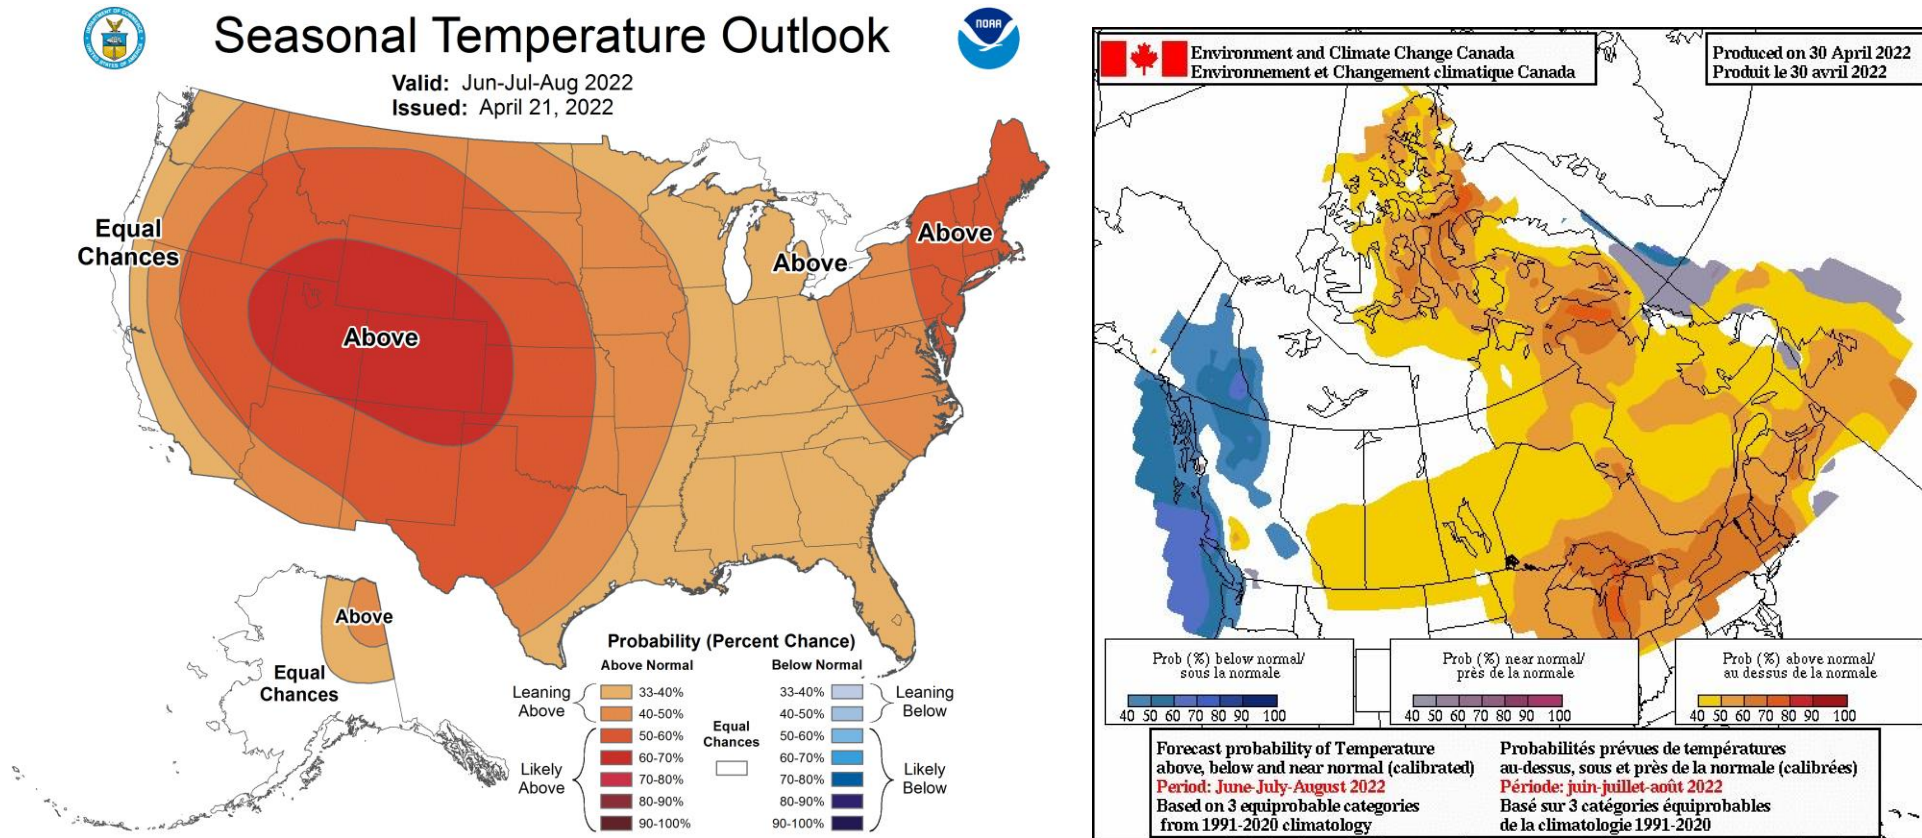 Seasonal Temperature Outlook
NOAA
Valid: Jun-Jul-Aug 2022
Issued: April 21, 2022
Equal
Chances
Above
Above
Above
Above
Equal
Chances
Probability (Percent Chance)
Above Normal
Below Normal
Leaning
Above
33-40%
40-50%
Likely
Above
50-60%
60-70%
70-80%
80-90%
90-100%
Equal
Chances
33-40%
40-50%
Leaning
Below
50-60%
60-70%
70-80%
80-90%
90-100%
Likely
Below
Environment and Climate Change Canada
Environnement et Changement climatique Canada
Produced on 30 April 2022
Produit le 30 avril 2022
Prob (%) below normal/
sous la normale
40 50 60 70 80 90 100
Prob (%) near normal/
près de la normale
40 50 60 70 80 90 100
Prob (%) above normal/
au dessus de la normale
40 50 60 70 80 90 100
Forecast probability of Temperature
above, below and near normal (calibrated)
Period: June-July-August 2022
Based on 3 equiprobable categories
from 1991-2020 climatology
Probabilités prévues de températures
au-dessus, sous et près de la normale (calibrées)
Période: juin-juillet-août 2022
Basé sur 3 catégories équiprobables
de la climatologie 1991-2020